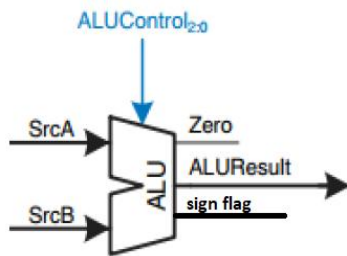 ALUControl2:0
SrcA
Zero
ALUResult
ALU
sign flag
SrcB